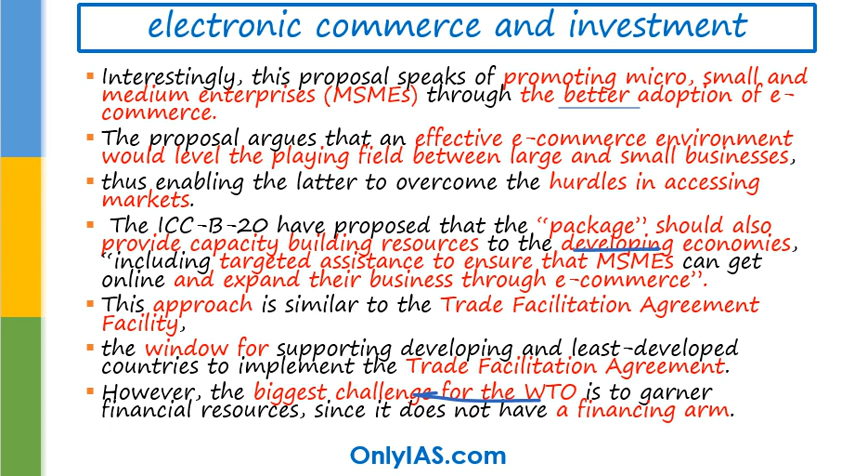 electronic commerce and investment
Interestingly, this proposal speaks of promoting micro, small and
medium enterprises (MSMEs) through the better adoption of e-
commerce.
The proposal argues that an effective e-commerce environment
would level the playing field between large and small businesses,
thus enabling the latter to overcome the hurdles in accessing
markets.
The ICC-B-20 have proposed that the "package" should also
provide capacity building resources to the developing economies,
"including targeted assistance to ensure that MSMEs can get
online and expand their business through e-commerce".
This approach is similar to the Trade Facilitation Agreement
Facility,
the window for supporting developing and least-developed
countries to implement the Trade Facilitation Agreement.
However, the biggest challenge for the WTO is to garner
financial resources, since it does not have a financing arm.
OnlyIAS.com